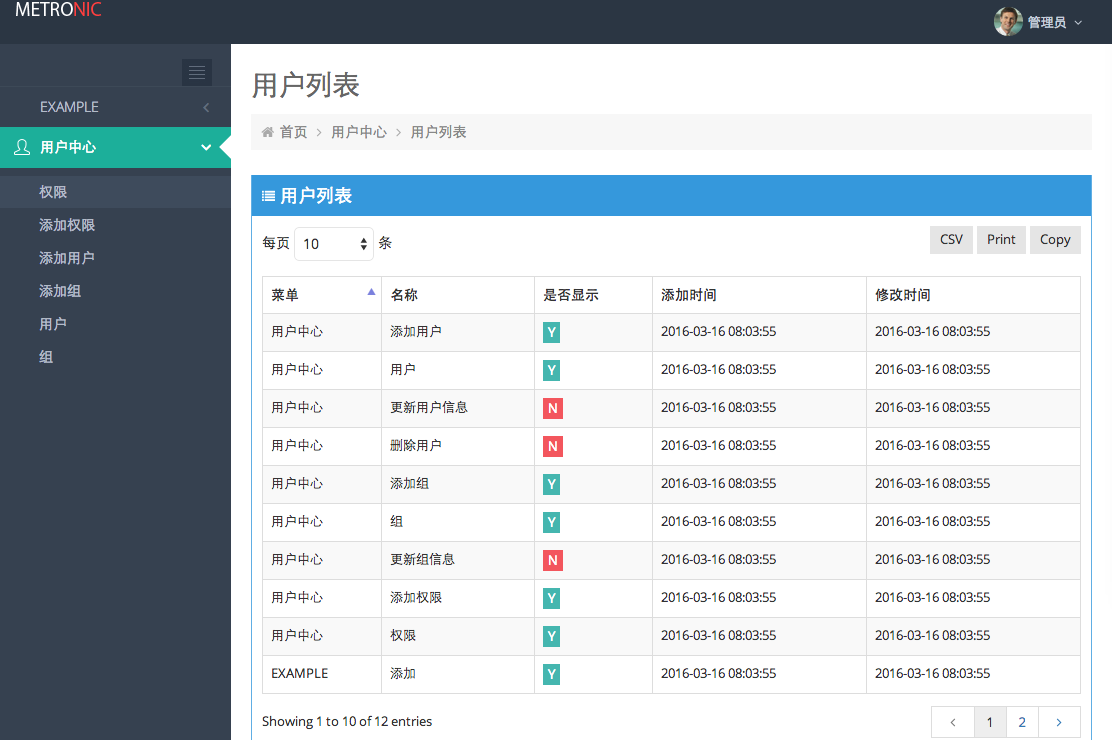 METRONIC
管理员
EXAMPLE
用户中心
权限
添加权限
添加用户
添加组
用户
组
用户列表
首页 用户中心 用户列表
用户列表
每页 10 条
CSV Print Copy
菜单 名称 是否显示 添加时间 修改时间
用户中心 添加用户 Y 2016-03-16 08:03:55 2016-03-16 08:03:55
用户中心 用户 Y 2016-03-16 08:03:55 2016-03-16 08:03:55
用户中心 更新用户信息 N 2016-03-16 08:03:55 2016-03-16 08:03:55
用户中心 删除用户 N 2016-03-16 08:03:55 2016-03-16 08:03:55
用户中心 添加组 Y 2016-03-16 08:03:55 2016-03-16 08:03:55
用户中心 组 Y 2016-03-16 08:03:55 2016-03-16 08:03:55
用户中心 更新组信息 N 2016-03-16 08:03:55 2016-03-16 08:03:55
用户中心 添加权限 Y 2016-03-16 08:03:55 2016-03-16 08:03:55
用户中心 权限 Y 2016-03-16 08:03:55 2016-03-16 08:03:55
EXAMPLE 添加 Y 2016-03-16 08:03:55 2016-03-16 08:03:55
Showing 1 to 10 of 12 entries
1 2